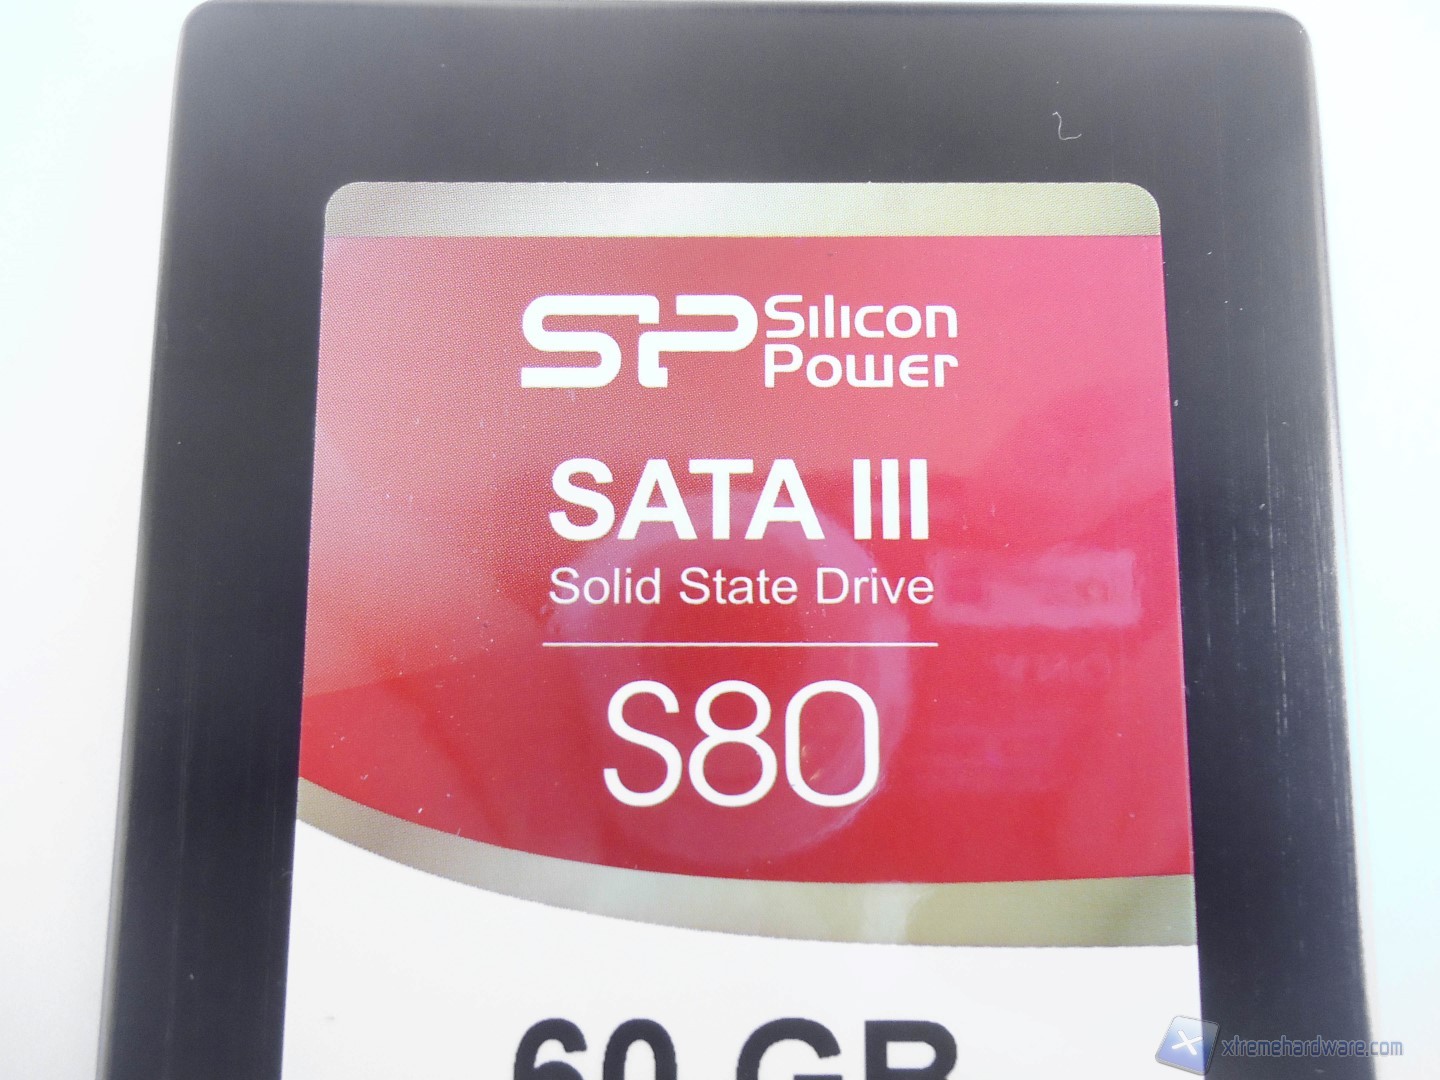 SP Silicon
Power
SATA III
Solid State Drive
S80
60 GB
xtremehardware.com